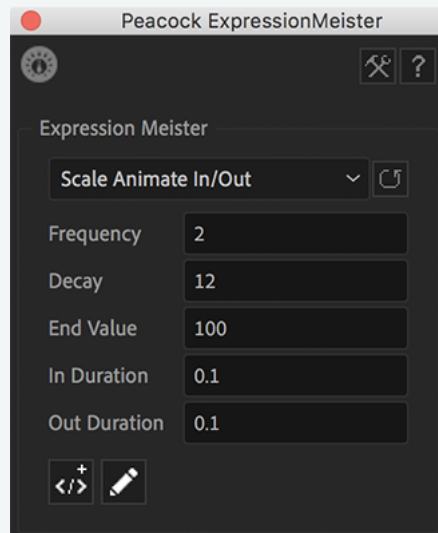 Peacock ExpressionMeister
?
Expression Meister
Scale Animate In/Out
Frequency 2
Decay 12
End Value 100
In Duration 0.1
Out Duration 0.1
</>+